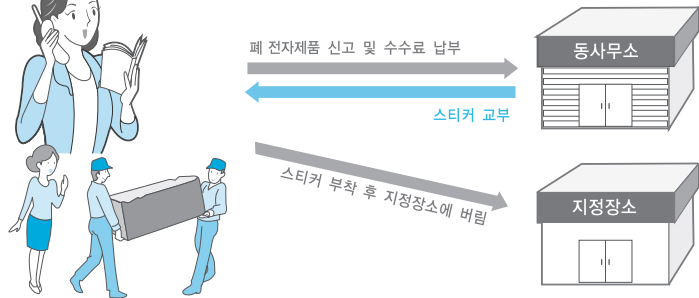 폐 전자제품 신고 및 수수료 납부
동사무소
스티커 교부
스티커 부착 후 지정장소에 버림
지정장소